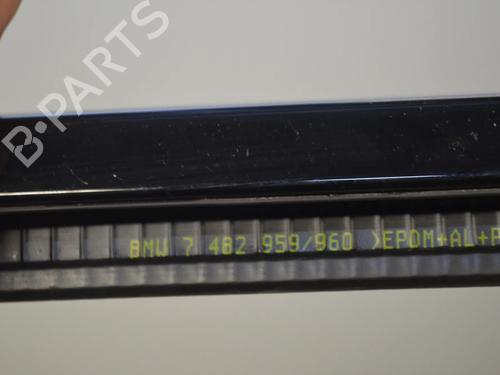 B-PARTS
BMW 7 482 959/960 >EPDM+AL+P